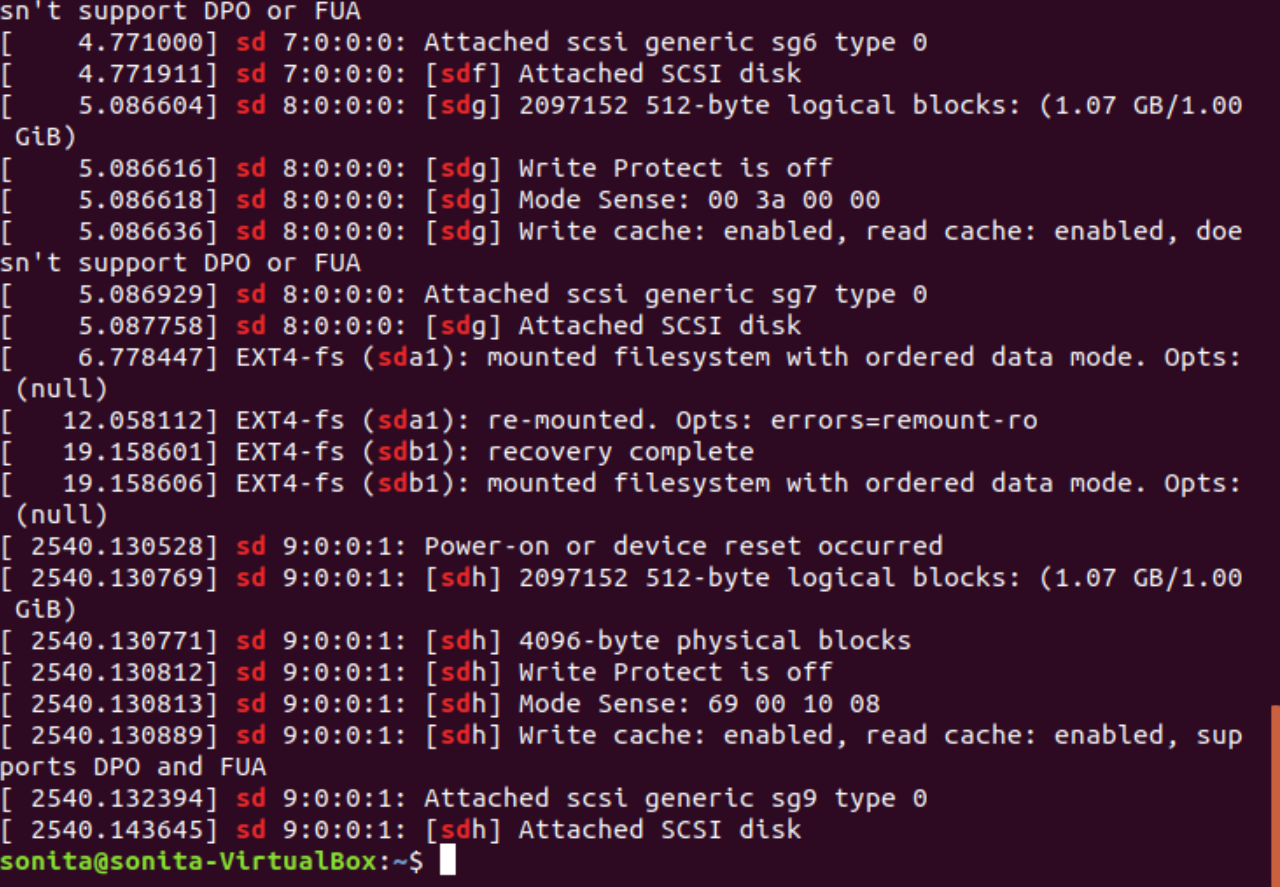 sn't support DPO or FUA
[    4.771000] sd 7:0:0:0: Attached scsi generic sg6 type 0
[    4.771911] sd 7:0:0:0: [sdf] Attached SCSI disk
[    5.086604] sd 8:0:0:0: [sdg] 2097152 512-byte logical blocks: (1.07 GB/1.00
 GiB)
[    5.086616] sd 8:0:0:0: [sdg] Write Protect is off
[    5.086618] sd 8:0:0:0: [sdg] Mode Sense: 00 3a 00 00
[    5.086636] sd 8:0:0:0: [sdg] Write cache: enabled, read cache: enabled, doe
sn't support DPO or FUA
[    5.086929] sd 8:0:0:0: Attached scsi generic sg7 type 0
[    5.087758] sd 8:0:0:0: [sdg] Attached SCSI disk
[    6.778447] EXT4-fs (sda1): mounted filesystem with ordered data mode. Opts:
 (null)
[   12.058112] EXT4-fs (sda1): re-mounted. Opts: errors=remount-ro
[   19.158601] EXT4-fs (sdb1): recovery complete
[   19.158606] EXT4-fs (sdb1): mounted filesystem with ordered data mode. Opts:
 (null)
[ 2540.130528] sd 9:0:0:1: Power-on or device reset occurred
[ 2540.130769] sd 9:0:0:1: [sdh] 2097152 512-byte logical blocks: (1.07 GB/1.00
 GiB)
[ 2540.130771] sd 9:0:0:1: [sdh] 4096-byte physical blocks
[ 2540.130812] sd 9:0:0:1: [sdh] Write Protect is off
[ 2540.130813] sd 9:0:0:1: [sdh] Mode Sense: 69 00 10 08
[ 2540.130889] sd 9:0:0:1: [sdh] Write cache: enabled, read cache: enabled, sup
ports DPO and FUA
[ 2540.132394] sd 9:0:0:1: Attached scsi generic sg9 type 0
[ 2540.143645] sd 9:0:0:1: [sdh] Attached SCSI disk
sonita@sonita-VirtualBox:~$